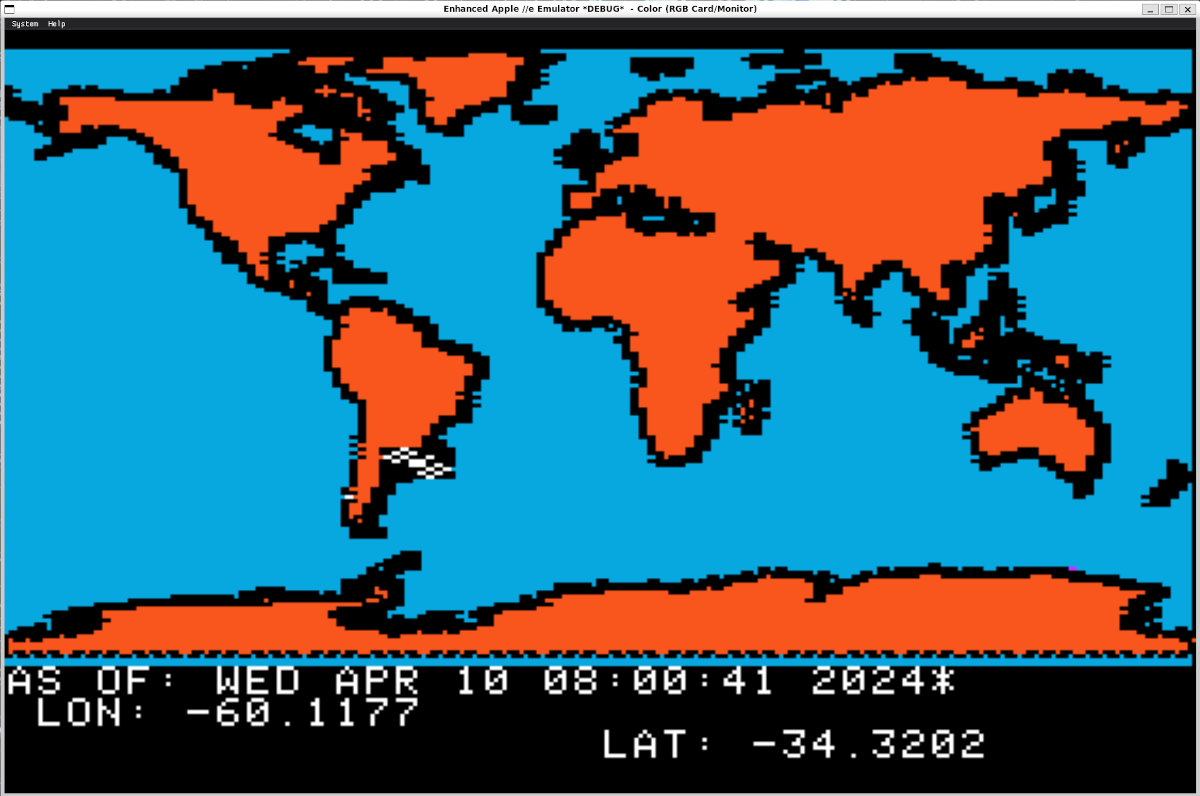 Enhanced Apple //e Emulator *DEBUG* - Color (RGB Card/Monitor)
System Help
AS OF: WED APR 10 08:00:41 2024*
LON: -60.1177
LAT: -34.3202